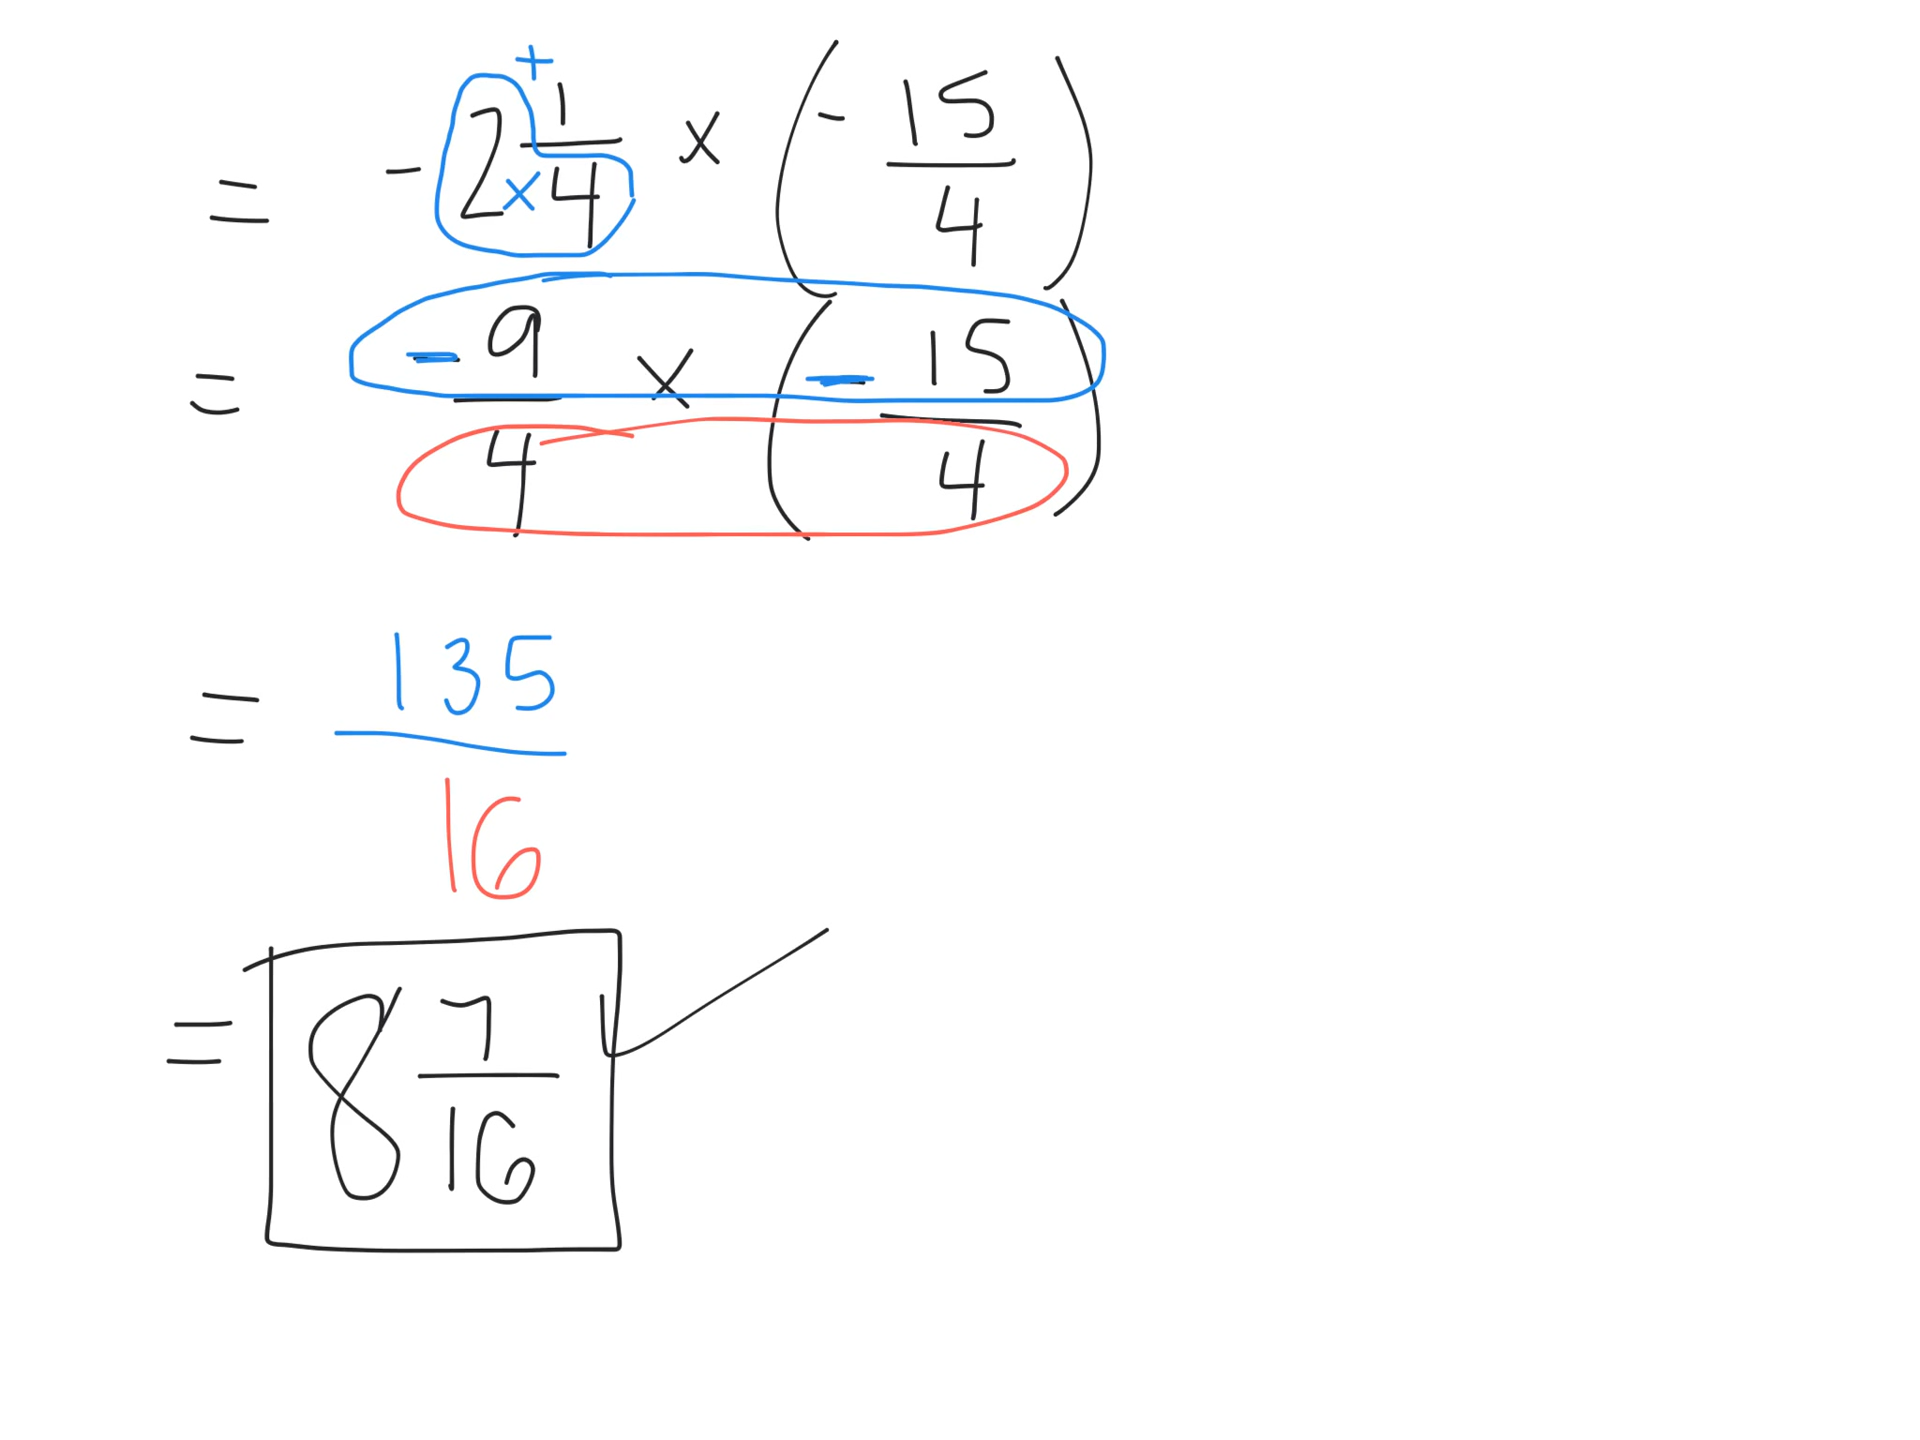 = - 2 1/4 × (- 15/4)
= - 9/4 × (- 15/4)
= 135/16
= 8 7/16